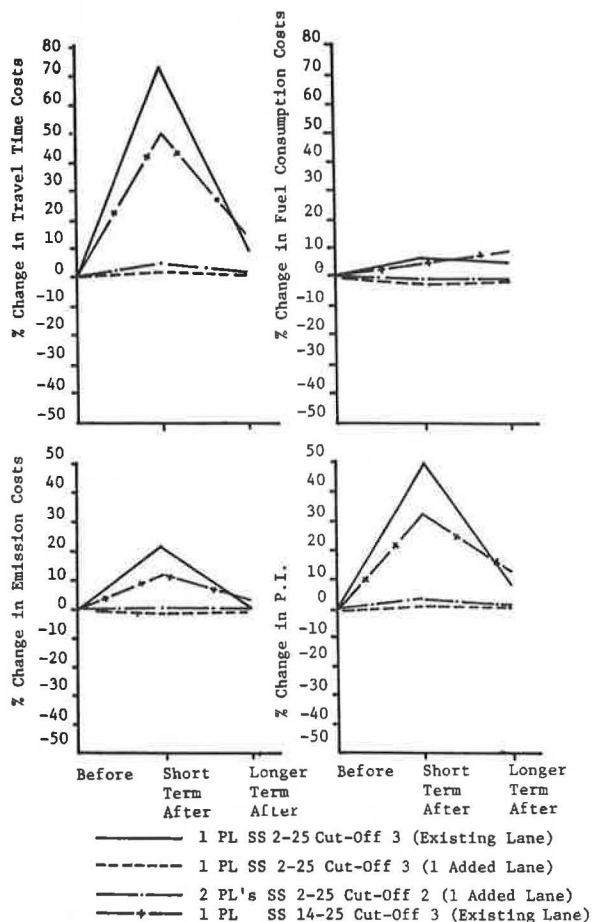 % Change in Travel Time Costs
80
70
60
50
40
30
20
10
0
-10
-20
-30
-40
-50
% Change in Fuel Consumption Costs
80
70
60
50
40
30
20
10
0
-10
-20
-30
-40
-50
% Change in Emission Costs
50
40
30
20
10
0
-10
-20
-30
-40
-50
Before
Short
Term
After
Longer
Term
After
% Change in P.I.
50
40
30
20
10
0
-10
-20
-30
-40
-50
Before
Short
Term
After
Longer
Term
After
1 PL SS 2-25 Cut-Off 3 (Existing Lane)
1 PL SS 2-25 Cut-Off 3 (1 Added Lane)
2 PL's SS 2-25 Cut-Off 2 (1 Added Lane)
1 PL SS 14-25 Cut-Off 3 (Existing Lane)